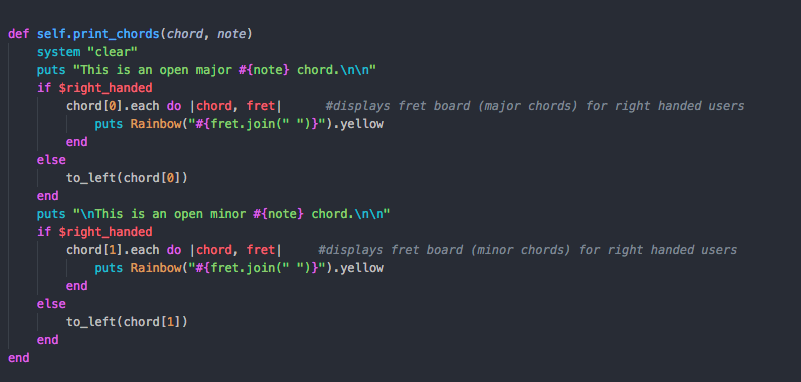 def self.print_chords(chord, note)
    system "clear"
    puts "This is an open major #{note} chord.\n\n"
    if $right_handed
        chord[0].each do |chord, fret|      #displays fret board (major chords) for right handed users
            puts Rainbow("#{fret.join(" ")}").yellow
        end
    else
        to_left(chord[0])
    end
    puts "\nThis is an open minor #{note} chord.\n\n"
    if $right_handed
        chord[1].each do |chord, fret|     #displays fret board (minor chords) for right handed users
            puts Rainbow("#{fret.join(" ")}").yellow
        end
    else
        to_left(chord[1])
    end
end